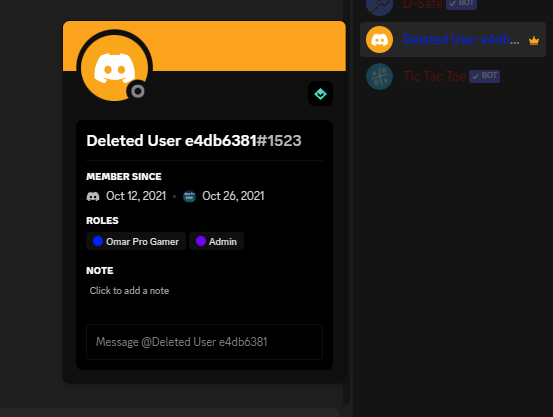 D-Safe BOT
Deleted User e4db...
Tic Tac Toe BOT
Deleted User e4db6381#1523
MEMBER SINCE
Oct 12, 2021 • Oct 26, 2021
ROLES
Omar Pro Gamer Admin
NOTE
Click to add a note
Message @Deleted User e4db6381